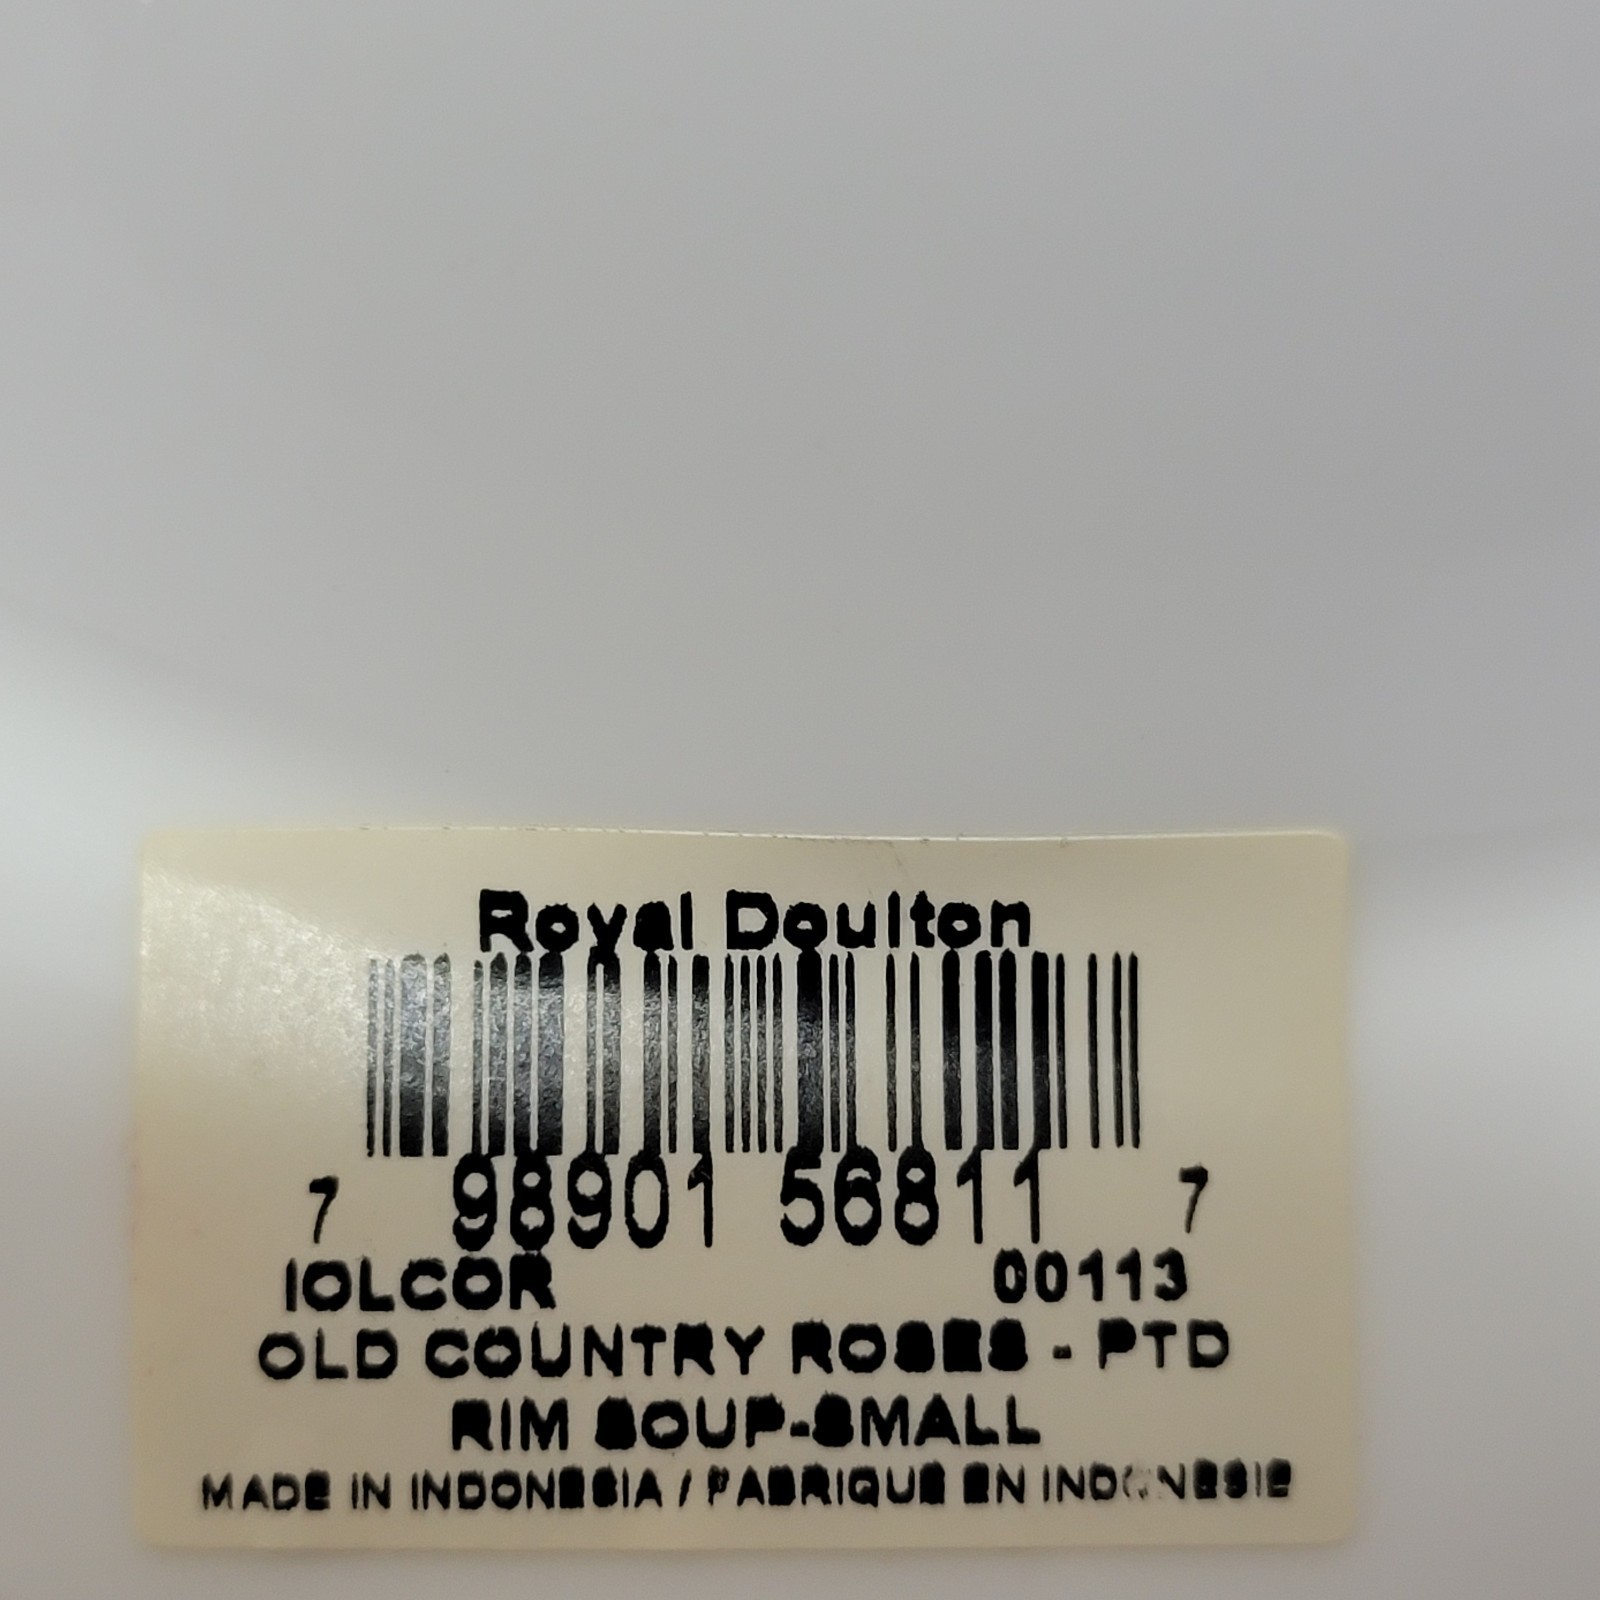 Royal Doulton
7 98901 56811 7
IOLCOR 00113
OLD COUNTRY ROSES - PTD
RIM SOUP-SMALL
MADE IN INDONESIA / FABRIQUE EN INDONESIE